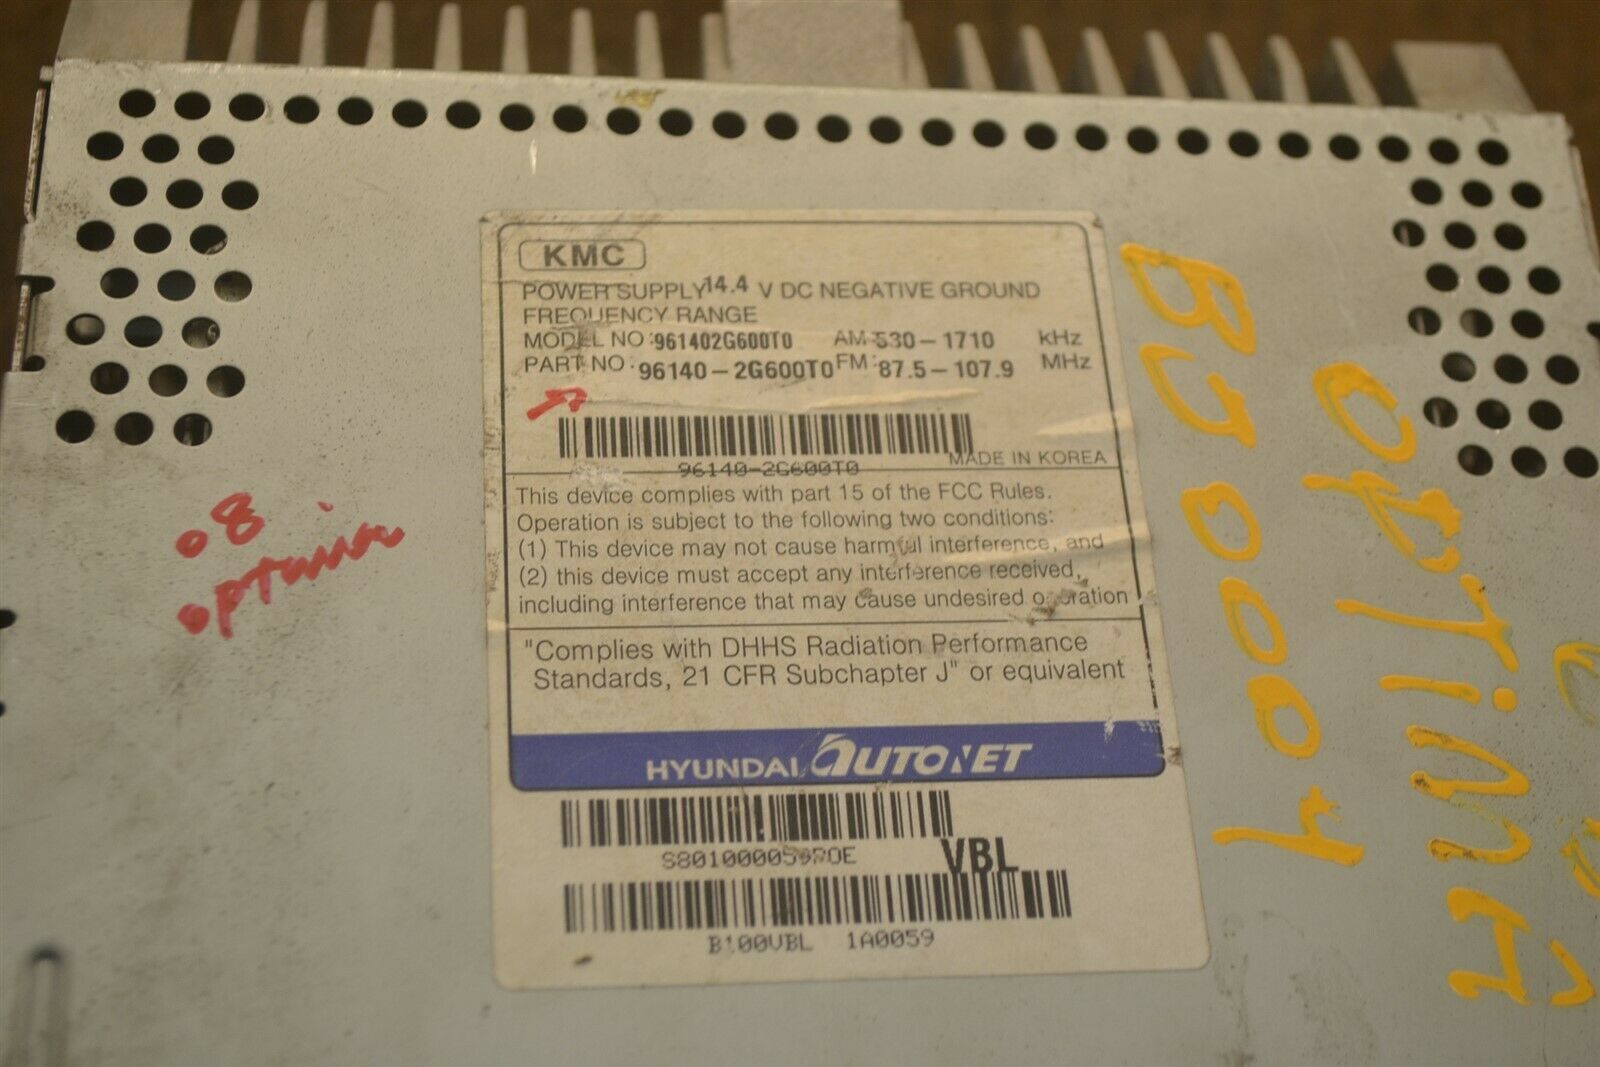 KMC
POWER SUPPLY 14.4 V DC NEGATIVE GROUND
FREQUENCY RANGE
MODEL NO: 961402G600T0 AM: 530-1710 kHz
PART NO: 96140-2G600T0 FM: 87.5-107.9 MHz
96140-2G600T0
MADE IN KOREA
This device complies with part 15 of the FCC Rules.
Operation is subject to the following two conditions:
(1) This device may not cause harmful interference, and
(2) this device must accept any interference received,
including interference that may cause undesired operation
"Complies with DHHS Radiation Performance
Standards, 21 CFR Subchapter J" or equivalent
HYUNDAI AUTONET
VBL
B100VBL 1A0059
08
OPTIMA